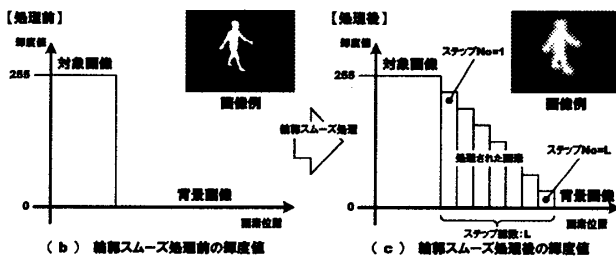 【処理前】
輝度値
255
対象画像
画像例
背景画像
0
画素位置
(b) 輪郭スムーズ処理前の輝度値
輪郭スムーズ処理
【処理後】
輝度値
ステップNo=1
255
対象画像
画像例
処理された画素
ステップNo=L
背景画像
0
画素位置
ステップ総数:L
(c) 輪郭スムーズ処理後の輝度値